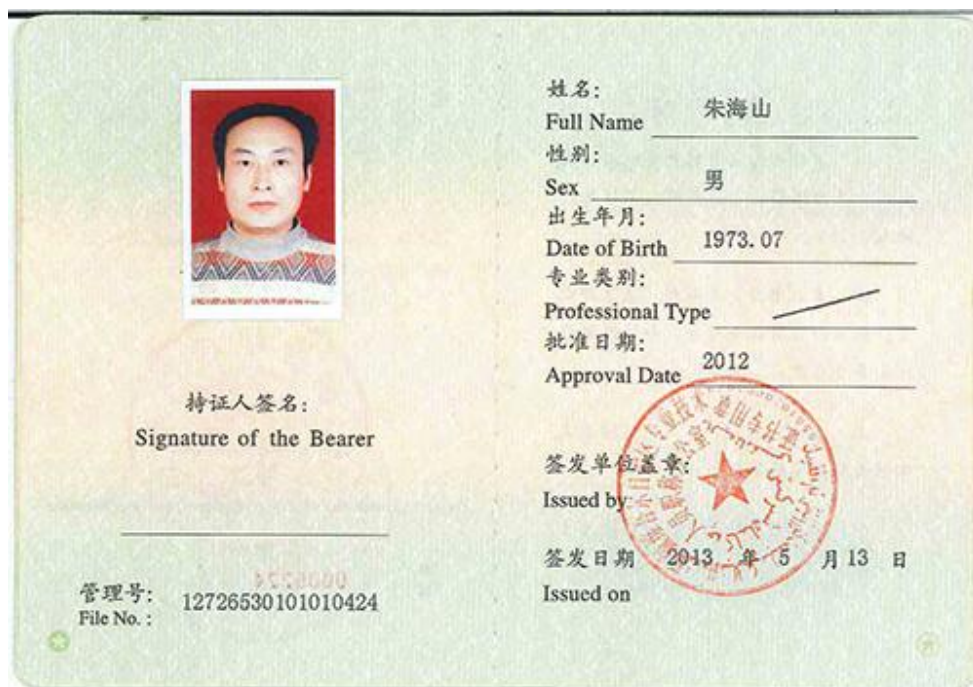 持证人签名:
Signature of the Bearer
管理号:
File No. :
12726530101010424
姓名:
Full Name
朱海山
性别:
Sex
男
出生年月:
Date of Birth
1973.07
专业类别:
Professional Type
批准日期:
Approval Date
2012
签发单位盖章:
Issued by
签发日期 2013 年 5 月 13 日
Issued on